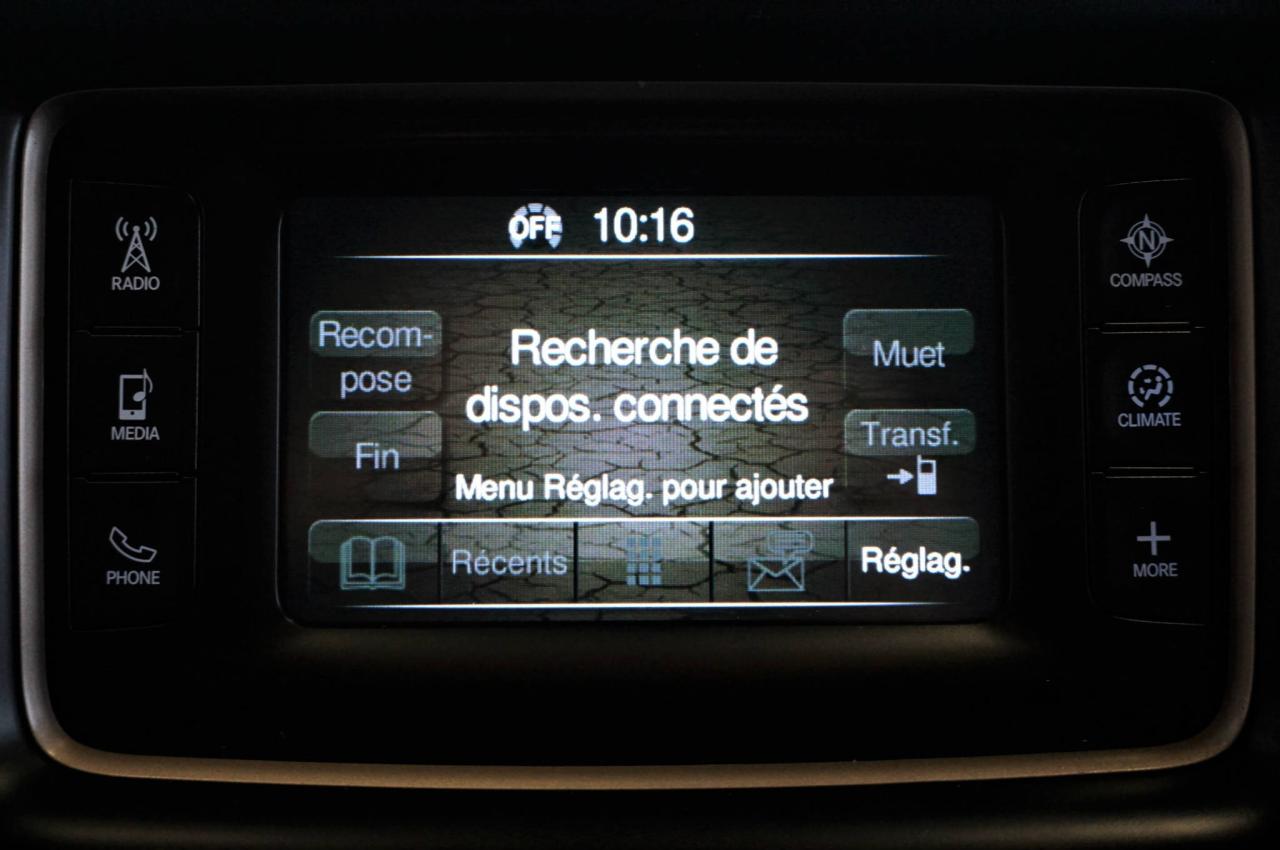 OFF 10:16
RADIO
MEDIA
PHONE
Recom-
pose
Fin
Recherche de
dispos. connectés
Menu Réglag. pour ajouter
Muet
Transf.
Récents
Réglag.
N
COMPASS
CLIMATE
MORE